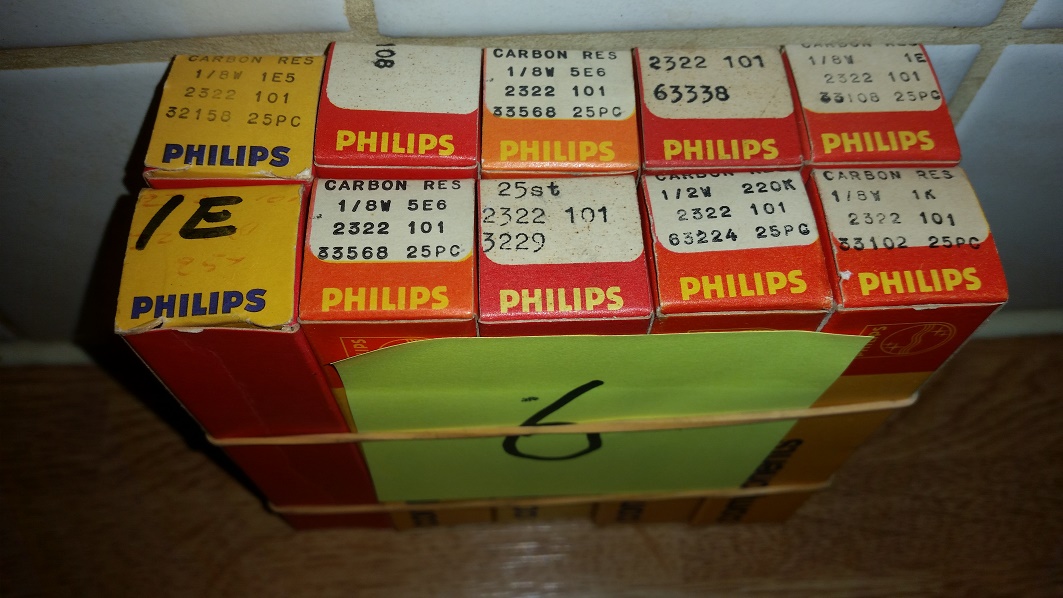 CARBON RES
1/8W 1E5
2322 101
32158 25PC
PHILIPS
108
PHILIPS
CARBON RES
1/8W 5E6
2322 101
33568 25PC
PHILIPS
2322 101
63338
PHILIPS
CARBON RES
1/8W 1E
2322 101
33108 25PC
PHILIPS
1E
PHILIPS
CARBON RES
1/8W 5E6
2322 101
33568 25PC
PHILIPS
25st
2322 101
3229
PHILIPS
CARBON RES
1/2W 220K
2322 101
63224 25PC
PHILIPS
CARBON RES
1/8W 1K
2322 101
33102 25PC
PHILIPS
6